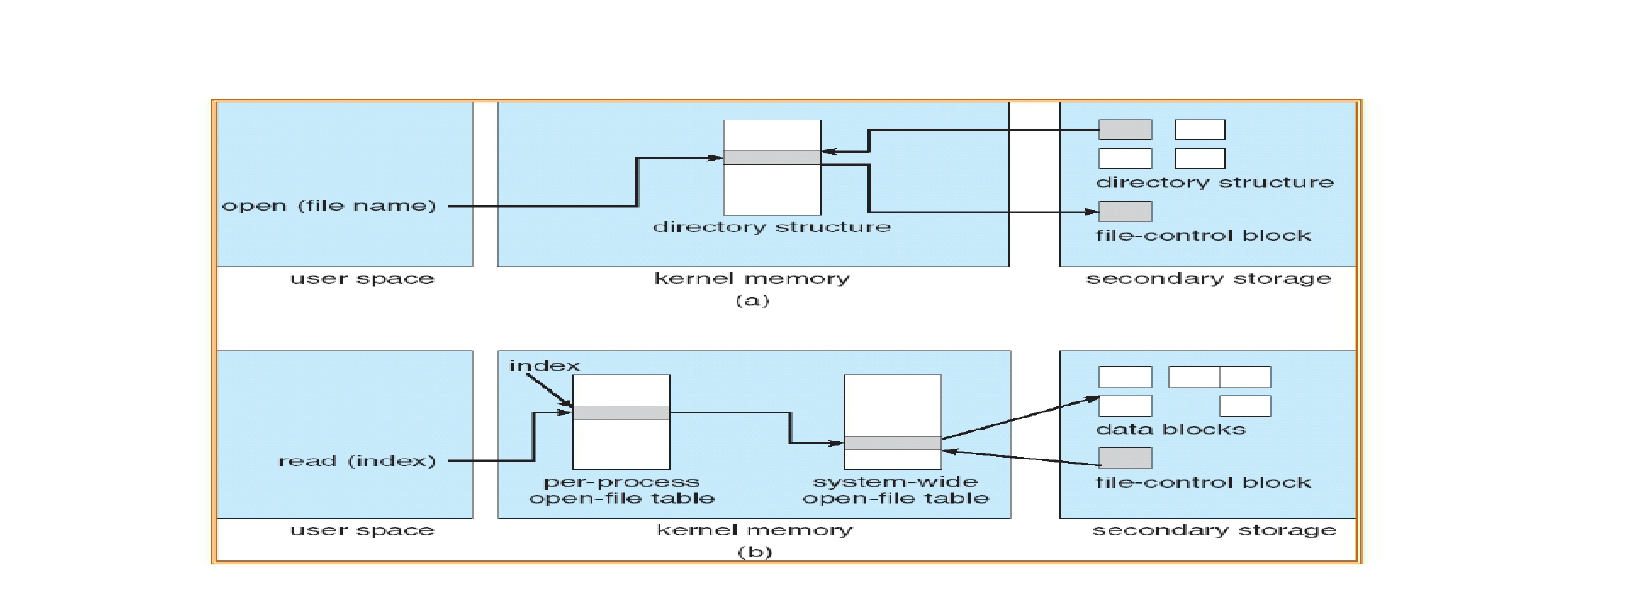 open (file name)
directory structure
directory structure
file-control block
user space
kernel memory
secondary storage
(a)
index
read (index)
per-process
open-file table
system-wide
open-file table
data blocks
file-control block
user space
kernel memory
secondary storage
(b)